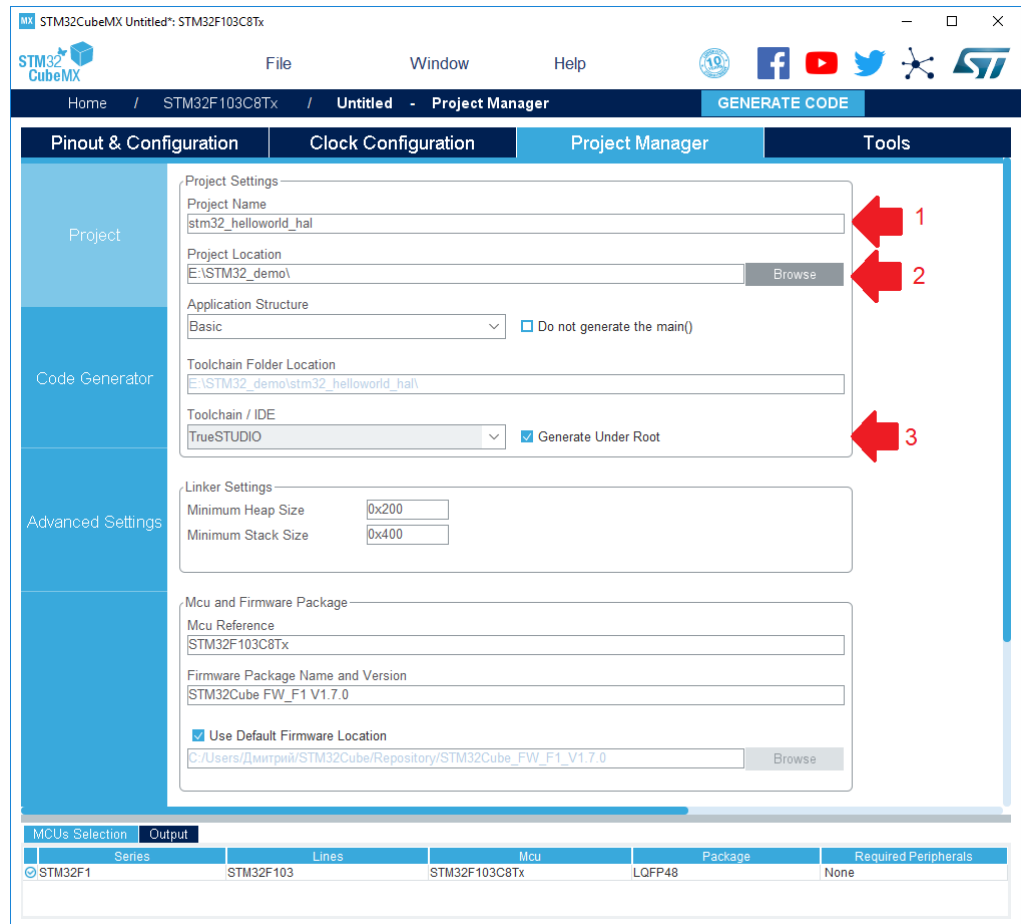 MX STM32CubeMX Untitled*: STM32F103C8Tx
STM32 CubeMX File Window Help 10 ST
Home / STM32F103C8Tx / Untitled - Project Manager GENERATE CODE
Pinout & Configuration Clock Configuration Project Manager Tools
Project
Code Generator
Advanced Settings
Project Settings
Project Name
stm32_helloworld_hal 1
Project Location
E:\STM32_demo\ Browse 2
Application Structure
Basic Do not generate the main()
Toolchain Folder Location
E:\STM32_demo\stm32_helloworld_hal\
Toolchain / IDE
TrueSTUDIO Generate Under Root 3
Linker Settings
Minimum Heap Size 0x200
Minimum Stack Size 0x400
Mcu and Firmware Package
Mcu Reference
STM32F103C8Tx
Firmware Package Name and Version
STM32Cube FW_F1 V1.7.0
Use Default Firmware Location
C:/Users/Дмитрий/STM32Cube/Repository/STM32Cube_FW_F1_V1.7.0 Browse
MCUs Selection Output
Series Lines Mcu Package Required Peripherals
STM32F1 STM32F103 STM32F103C8Tx LQFP48 None